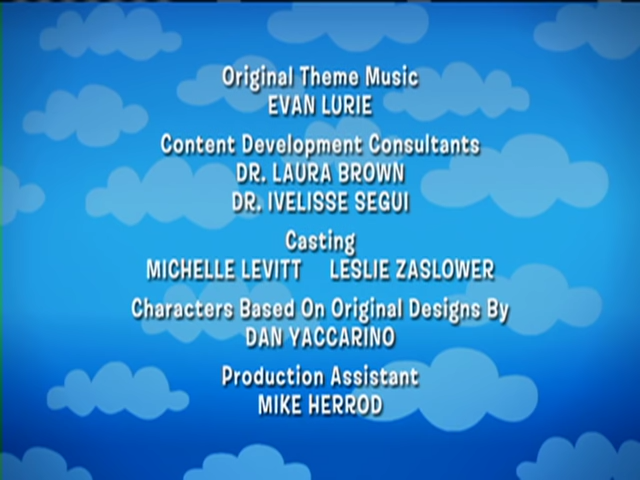 Original Theme Music
EVAN LURIE
Content Development Consultants
DR. LAURA BROWN
DR. IVELISSE SEGUI
Casting
MICHELLE LEVITT LESLIE ZASLOWER
Characters Based On Original Designs By
DAN YACCARINO
Production Assistant
MIKE HERROD